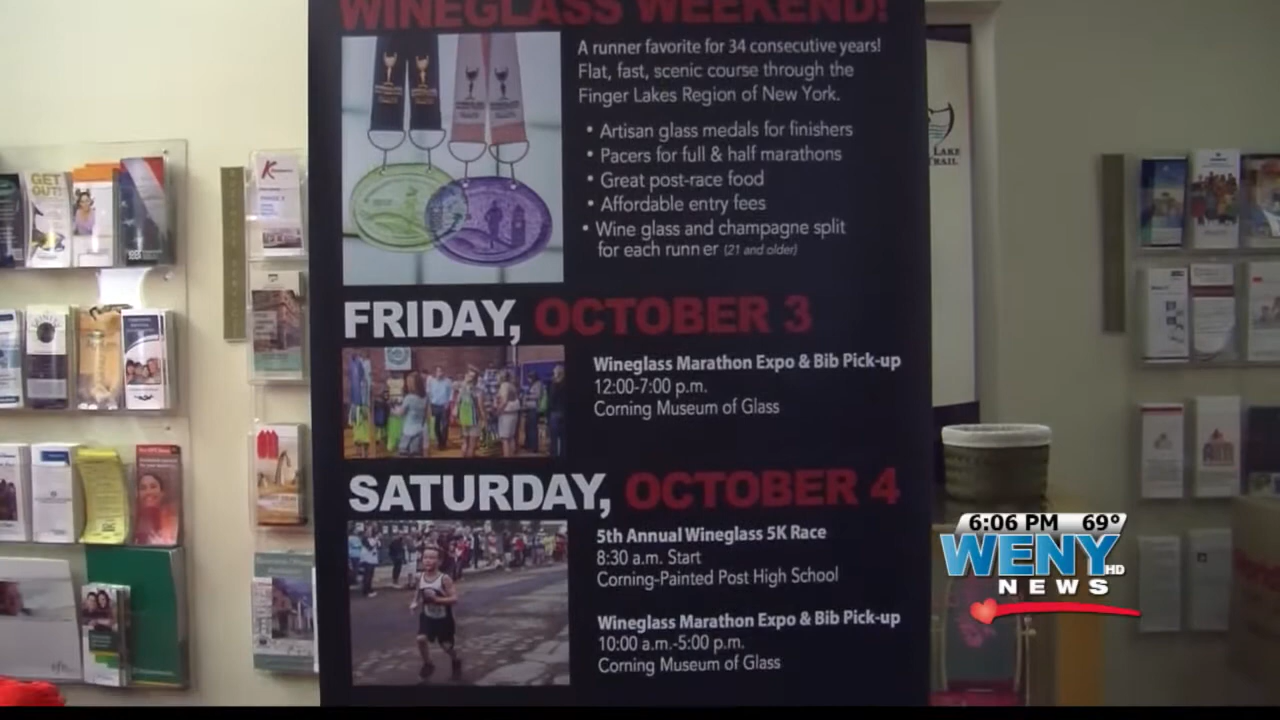 WINEGLASS WEEKEND!
A runner favorite for 34 consecutive years!
Flat, fast, scenic course through the
Finger Lakes Region of New York.
• Artisan glass medals for finishers
• Pacers for full & half marathons
• Great post-race food
• Affordable entry fees
• Wine glass and champagne split
for each runner (21 and older)
FRIDAY, OCTOBER 3
Wineglass Marathon Expo & Bib Pick-up
12:00-7:00 p.m.
Corning Museum of Glass
SATURDAY, OCTOBER 4
5th Annual Wineglass 5K Race
8:30 a.m. Start
Corning-Painted Post High School
Wineglass Marathon Expo & Bib Pick-up
10:00 a.m.-5:00 p.m.
Corning Museum of Glass
GET
OUT!
LAKE
TRAIL
6:06 PM 69°
WENY HD
NEWS